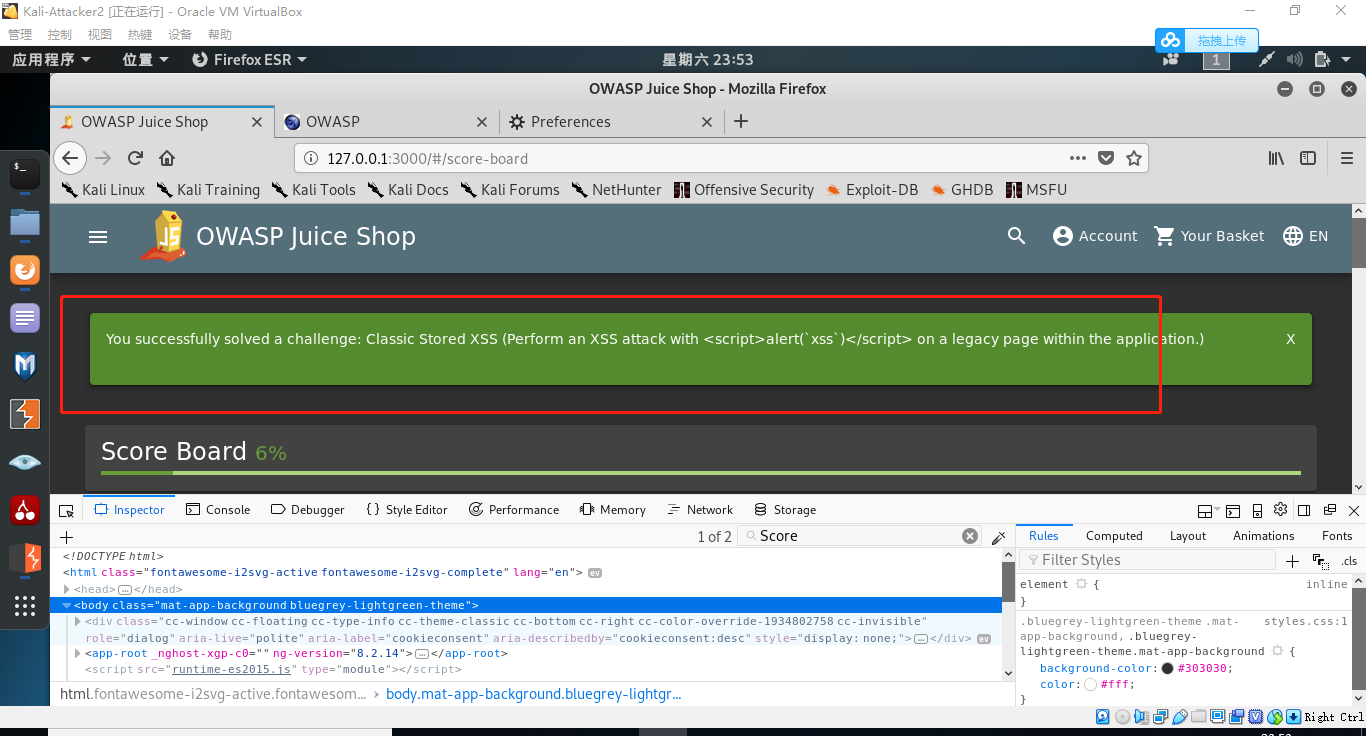 Kali-Attacker2 [正在运行] - Oracle VM VirtualBox
管理 控制 视图 热键 设备 帮助
拖拽上传
应用程序 位置 Firefox ESR 星期六 23:53 1
OWASP Juice Shop - Mozilla Firefox
OWASP Juice Shop OWASP Preferences
127.0.0.1:3000/#/score-board
Kali Linux Kali Training Kali Tools Kali Docs Kali Forums NetHunter Offensive Security Exploit-DB GHDB MSFU
JS OWASP Juice Shop Account Your Basket EN
You successfully solved a challenge: Classic Stored XSS (Perform an XSS attack with <script>alert(`xss`)</script> on a legacy page within the application.) X
Score Board 6%
Inspector Console Debugger { } Style Editor Performance Memory Network Storage
1 of 2 Score Rules Computed Layout Animations Fonts
Filter Styles .cls
<!DOCTYPE html>
<html class="fontawesome-i2svg-active fontawesome-i2svg-complete" lang="en"> ev
<head>…</head>
<body class="mat-app-background bluegrey-lightgreen-theme">
<div class="cc-window cc-floating cc-type-info cc-theme-classic cc-bottom cc-right cc-color-override-1934802758 cc-invisible"
role="dialog" aria-live="polite" aria-label="cookieconsent" aria-describedby="cookieconsent:desc" style="display: none;">…</div> ev
<app-root _nghost-xgp-c0="" ng-version="8.2.14">…</app-root>
<script src="runtime-es2015.js" type="module"></script>
html.fontawesome-i2svg-active.fontawesom… body.mat-app-background.bluegrey-lightgr…
element { inline
}
.bluegrey-lightgreen-theme .mat- styles.css:1
app-background, .bluegrey-
lightgreen-theme.mat-app-background {
background-color: #303030;
color: #fff;
}
Right Ctrl